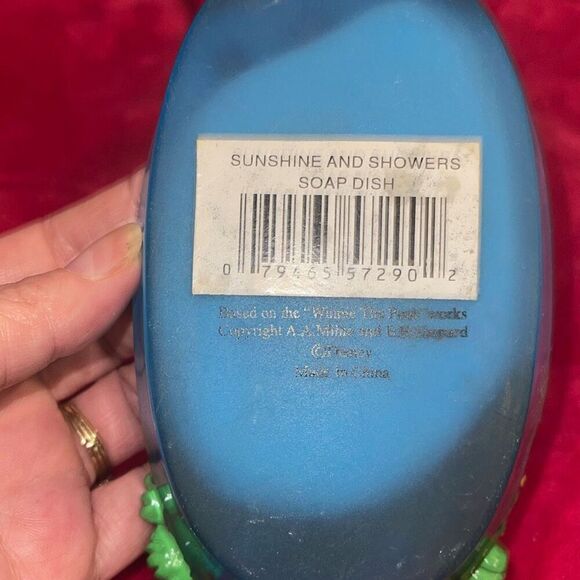 SUNSHINE AND SHOWERS
SOAP DISH
0 79465 57290 2
Based on the "Winnie The Pooh" works
Copyright A.A.Milne and E.H.Shepard
©Disney
Made in China